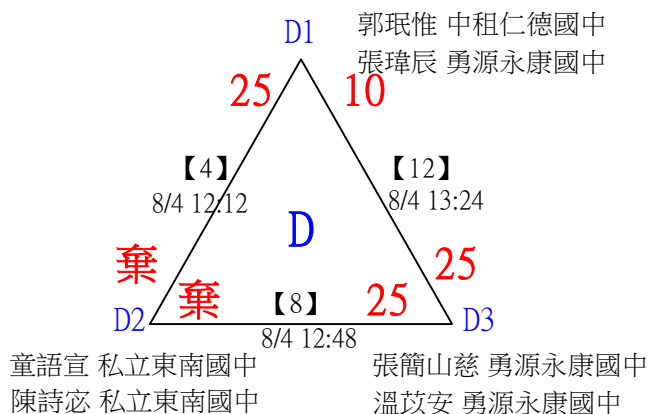 D1
郭珉惟 中租仁德國中
張瑋辰 勇源永康國中
25
10
【4】
8/4 12:12
【12】
8/4 13:24
D
棄
25
棄
【8】
25
D2
8/4 12:48
D3
童語宣 私立東南國中
陳詩宓 私立東南國中
張簡山慈 勇源永康國中
溫苡安 勇源永康國中